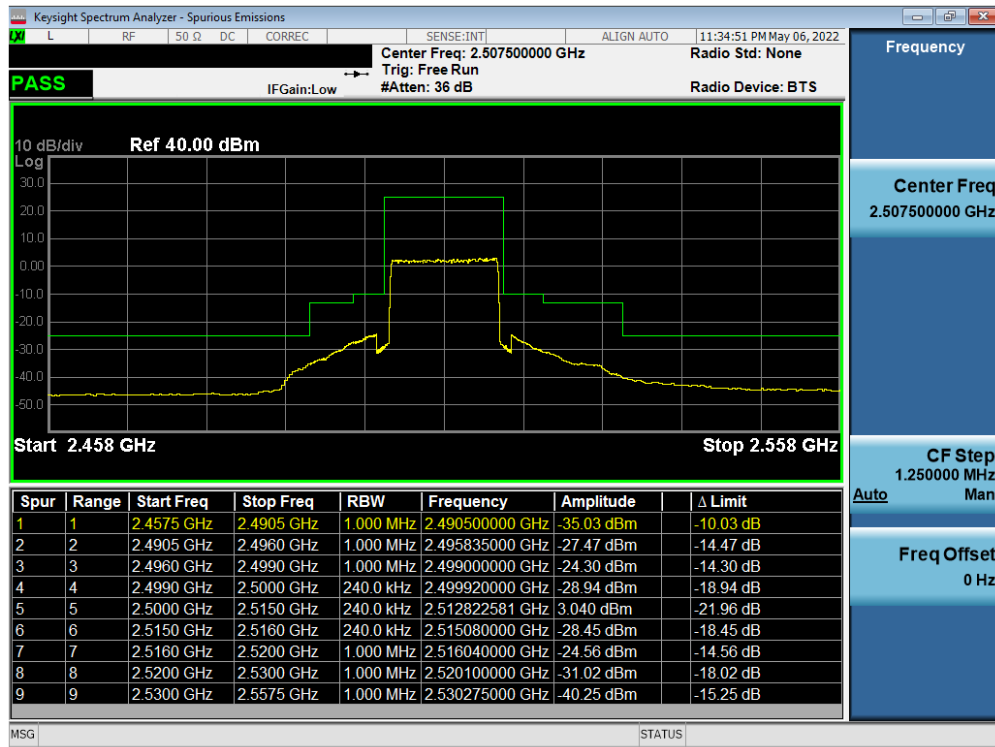 Keysight Spectrum Analyzer - Spurious Emissions
LXI L RF 50 Ω DC CORREC SENSE:INT ALIGN AUTO 11:34:51 PM May 06, 2022
Center Freq: 2.507500000 GHz Radio Std: None
Trig: Free Run
PASS IFGain:Low #Atten: 36 dB Radio Device: BTS
Frequency
10 dB/div Ref 40.00 dBm
Log
30.0
20.0
10.0
0.00
-10.0
-20.0
-30.0
-40.0
-50.0
Start 2.458 GHz Stop 2.558 GHz
Center Freq
2.507500000 GHz
CF Step
1.250000 MHz
Auto Man
Freq Offset
0 Hz
Spur Range Start Freq Stop Freq RBW Frequency Amplitude Δ Limit
1 1 2.4575 GHz 2.4905 GHz 1.000 MHz 2.490500000 GHz -35.03 dBm -10.03 dB
2 2 2.4905 GHz 2.4960 GHz 1.000 MHz 2.495835000 GHz -27.47 dBm -14.47 dB
3 3 2.4960 GHz 2.4990 GHz 1.000 MHz 2.499000000 GHz -24.30 dBm -14.30 dB
4 4 2.4990 GHz 2.5000 GHz 240.0 kHz 2.499920000 GHz -28.94 dBm -18.94 dB
5 5 2.5000 GHz 2.5150 GHz 240.0 kHz 2.512822581 GHz 3.040 dBm -21.96 dB
6 6 2.5150 GHz 2.5160 GHz 240.0 kHz 2.515080000 GHz -28.45 dBm -18.45 dB
7 7 2.5160 GHz 2.5200 GHz 1.000 MHz 2.516040000 GHz -24.56 dBm -14.56 dB
8 8 2.5200 GHz 2.5300 GHz 1.000 MHz 2.520100000 GHz -31.02 dBm -18.02 dB
9 9 2.5300 GHz 2.5575 GHz 1.000 MHz 2.530275000 GHz -40.25 dBm -15.25 dB
MSG STATUS